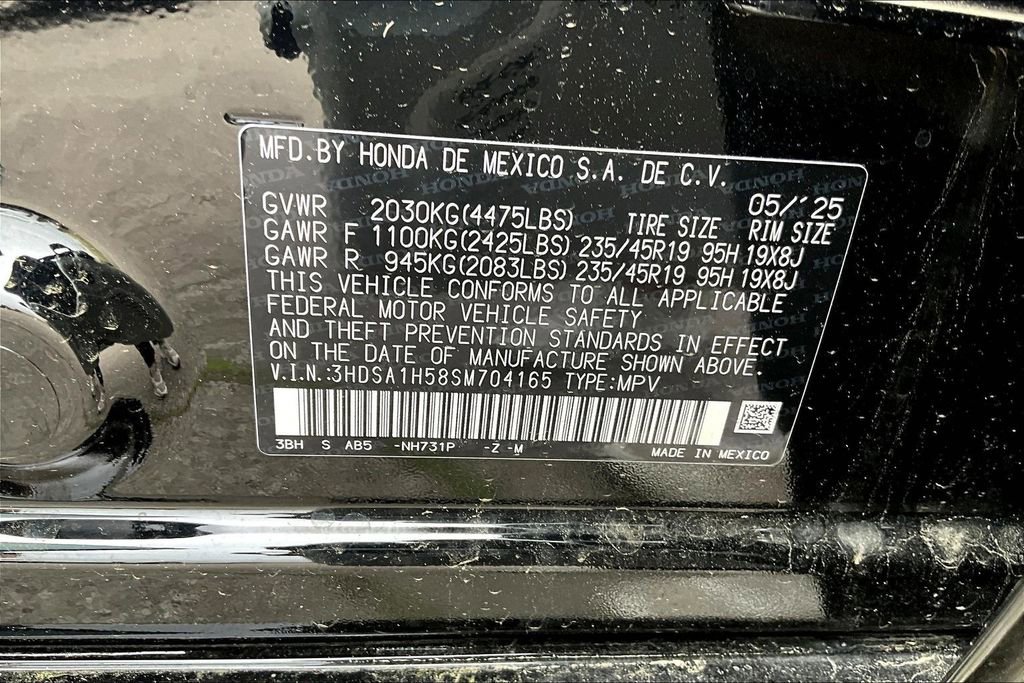 MFD. BY HONDA DE MEXICO S.A. DE C.V.
05/'25
GVWR 2030KG(4475LBS) TIRE SIZE RIM SIZE
GAWR F 1100KG(2425LBS) 235/45R19 95H 19X8J
GAWR R 945KG(2083LBS) 235/45R19 95H 19X8J
THIS VEHICLE CONFORMS TO ALL APPLICABLE
FEDERAL MOTOR VEHICLE SAFETY
AND THEFT PREVENTION STANDARDS IN EFFECT
ON THE DATE OF MANUFACTURE SHOWN ABOVE.
V.I.N.:3HDSA1H58SM704165 TYPE:MPV
3BH S AB5 -NH731P -Z -M MADE IN MEXICO